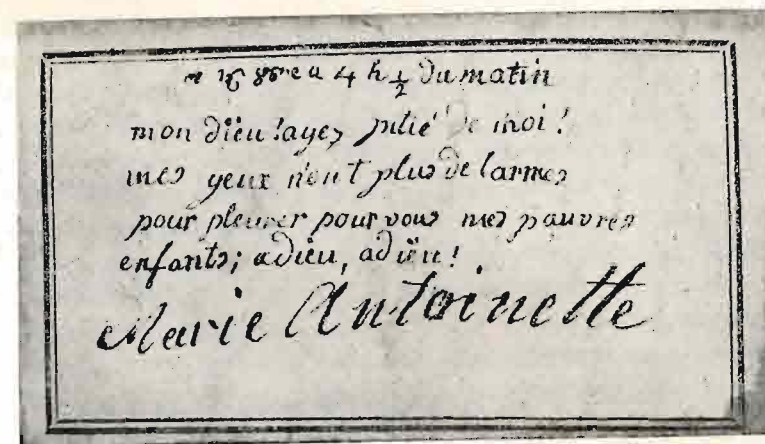 ce 16 8bre a 4 h ½ du matin
mon dieu! ayez pitié de moi!
mes yeux n'ont plus de larmes
pour pleurer pour vous mes pauvres
enfants; adieu, adieu!
Marie Antoinette